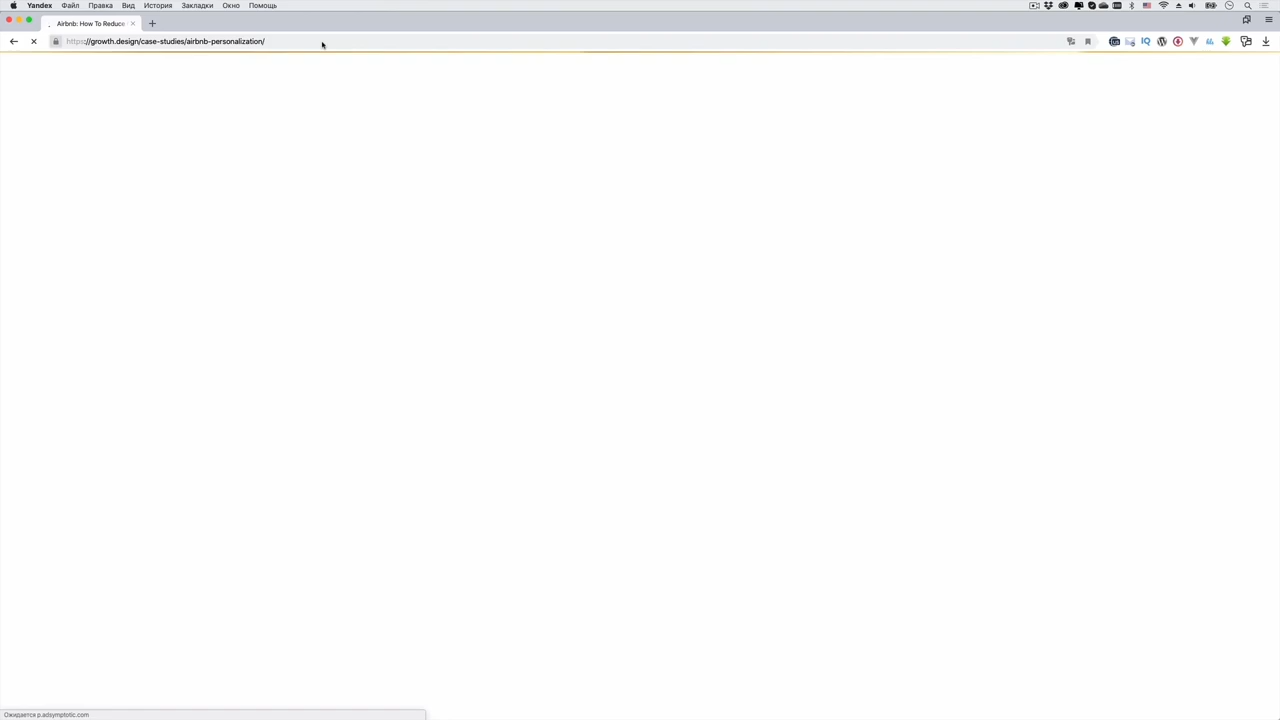 Yandex Файл Правка Вид История Закладки Окно Помощь
Airbnb: How To Reduce
https://growth.design/case-studies/airbnb-personalization/
IQ
Ожидается p.adsymptotic.com